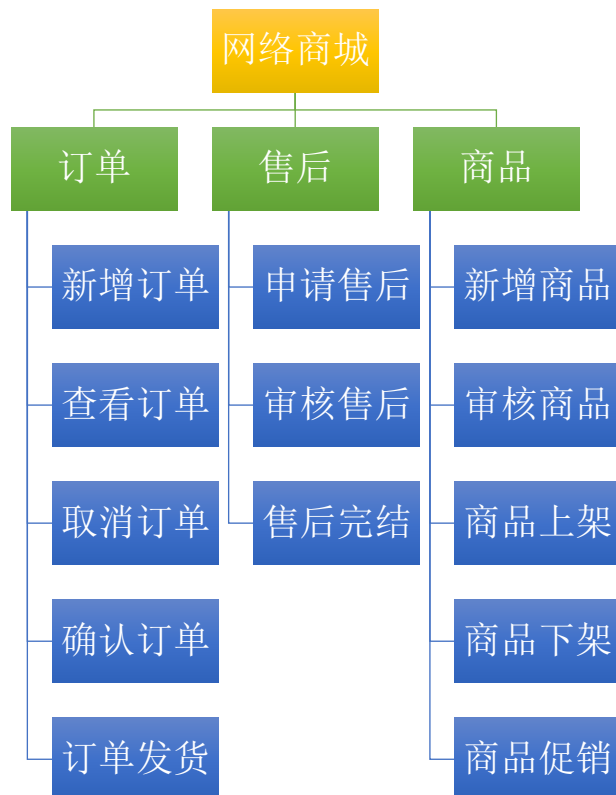 网络商城
订单
售后
商品
新增订单
申请售后
新增商品
查看订单
审核售后
审核商品
取消订单
售后完结
商品上架
确认订单
商品下架
订单发货
商品促销